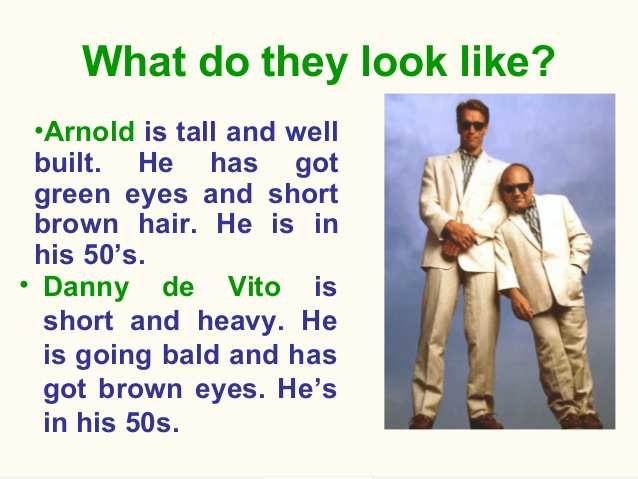 What do they look like?
•Arnold is tall and well
built. He has got
green eyes and short
brown hair. He is in
his 50’s.
• Danny de Vito is
short and heavy. He
is going bald and has
got brown eyes. He’s
in his 50s.